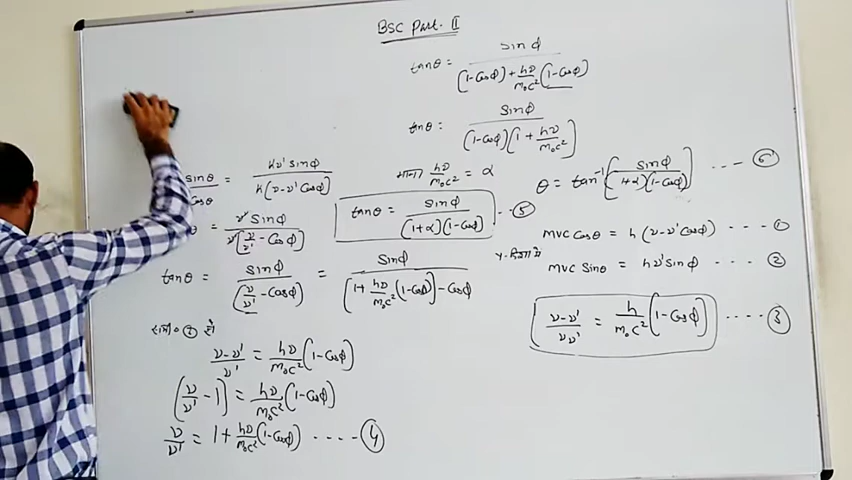 BSC Part-II
tanθ = sinϕ / [(1-Cosϕ) + hν/m₀c² (1-Cosϕ)]
tanθ = sinϕ / (1-Cosϕ)[1 + hν/m₀c²]
माना hν/m₀c² = α
tanθ = sinϕ / (1+α)(1-Cosϕ) --- ⑤
θ = tan⁻¹[sinϕ / (1+α)(1-Cosϕ)] ---- ⑥
sinθ / Cosθ = hν' sinϕ / h(ν-ν' Cosϕ)
θ = ν' Sinϕ / ν'[ν/ν' - Cosϕ]
tanθ = sinϕ / (ν/ν' - Cosϕ) = Sinϕ / [1 + hν/m₀c² (1-Cosϕ) - Cosϕ]
② से
ν-ν' / ν' = hν/m₀c² (1-Cosϕ)
(ν/ν' - 1) = hν/m₀c² (1-Cosϕ)
ν/ν' = 1 + hν/m₀c² (1-Cosϕ) ---- ④
mvc Cosθ = h(ν-ν' Cosϕ) ---- ①
y-दिशा में
mvc Sinθ = hν' sinϕ ---- ②
ν-ν' / νν' = h/m₀c² [1-Cosϕ] ---- ③